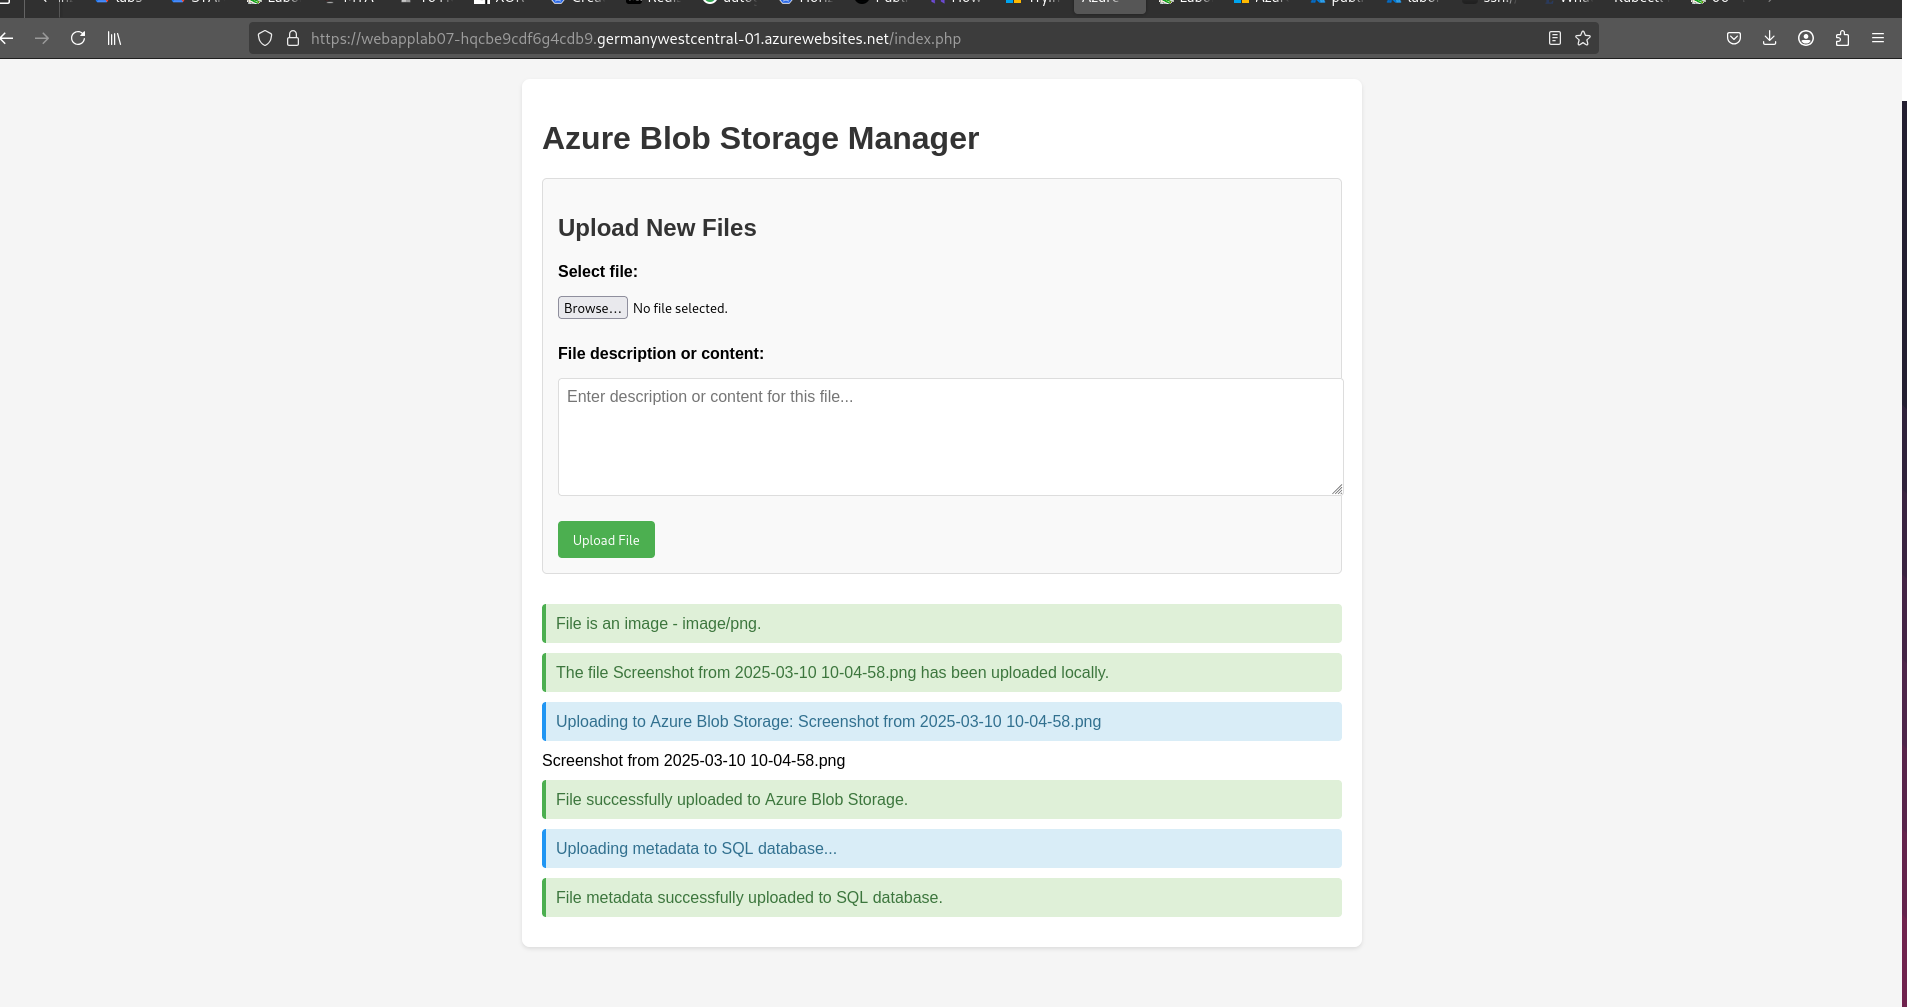 https://webapplab07-hqcbe9cdf6g4cdb9.germanywestcentral-01.azurewebsites.net/index.php
Azure Blob Storage Manager
Upload New Files
Select file:
Browse... No file selected.
File description or content:
Enter description or content for this file...
Upload File
File is an image - image/png.
The file Screenshot from 2025-03-10 10-04-58.png has been uploaded locally.
Uploading to Azure Blob Storage: Screenshot from 2025-03-10 10-04-58.png
Screenshot from 2025-03-10 10-04-58.png
File successfully uploaded to Azure Blob Storage.
Uploading metadata to SQL database...
File metadata successfully uploaded to SQL database.